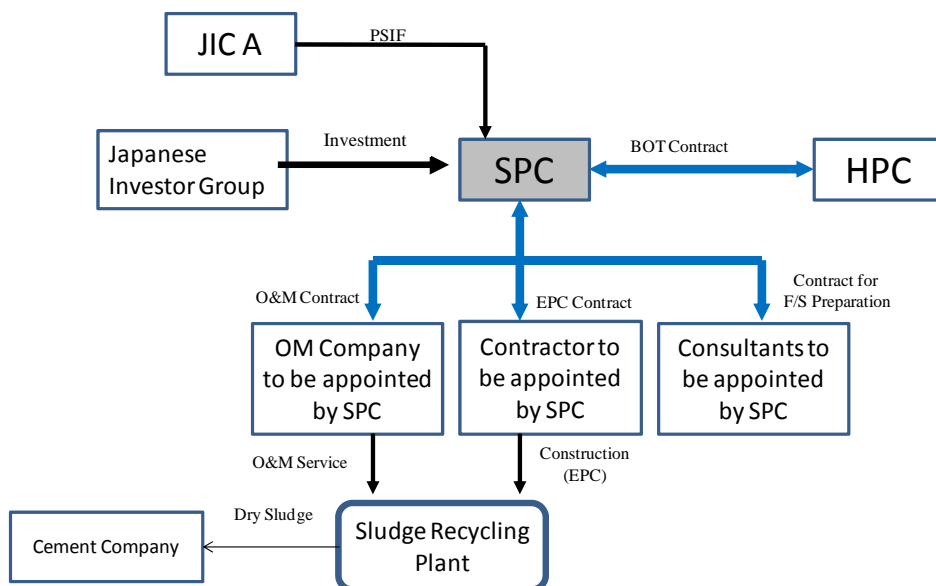 JIC A
PSIF
Japanese
Investor Group
Investment
SPC
BOT Contract
HPC
O&M Contract
EPC Contract
Contract for
F/S Preparation
OM Company
to be appointed
by SPC
Contractor to
be appointed
by SPC
Consultants to
be appointed
by SPC
O&M Service
Construction
(EPC)
Dry Sludge
Cement Company
Sludge Recycling
Plant